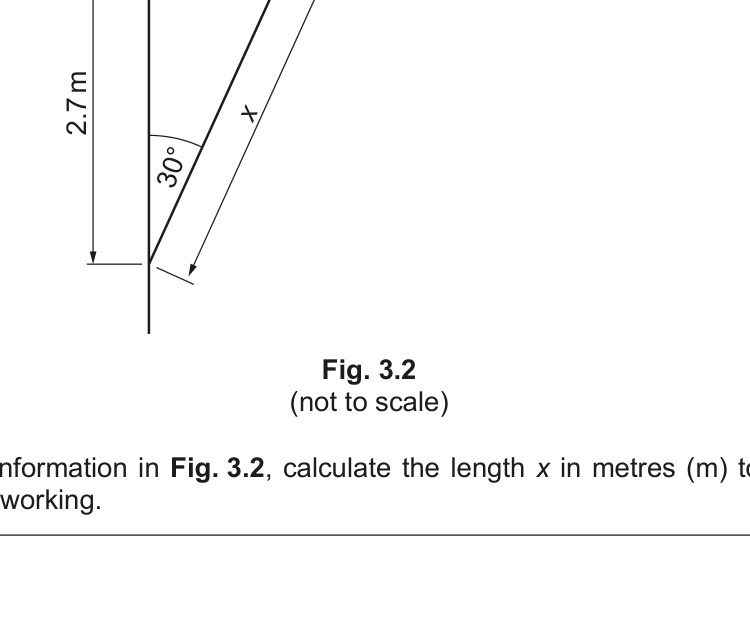 2.7 m
x
30°
Fig. 3.2
(not to scale)
nformation in Fig. 3.2, calculate the length x in metres (m) to
working.